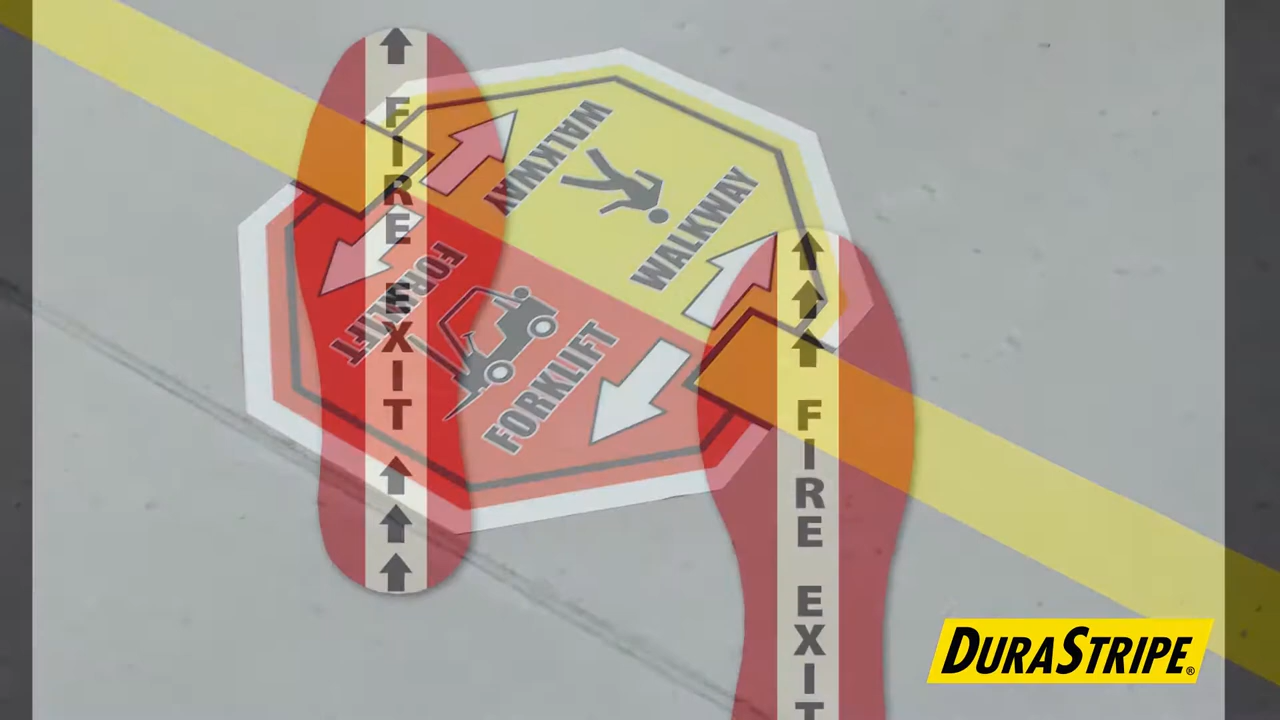 FIRE EXIT
WALKWAY
WALKWAY
FORKLIFT
FORKLIFT
FIRE EXIT
DURASTRIPE®